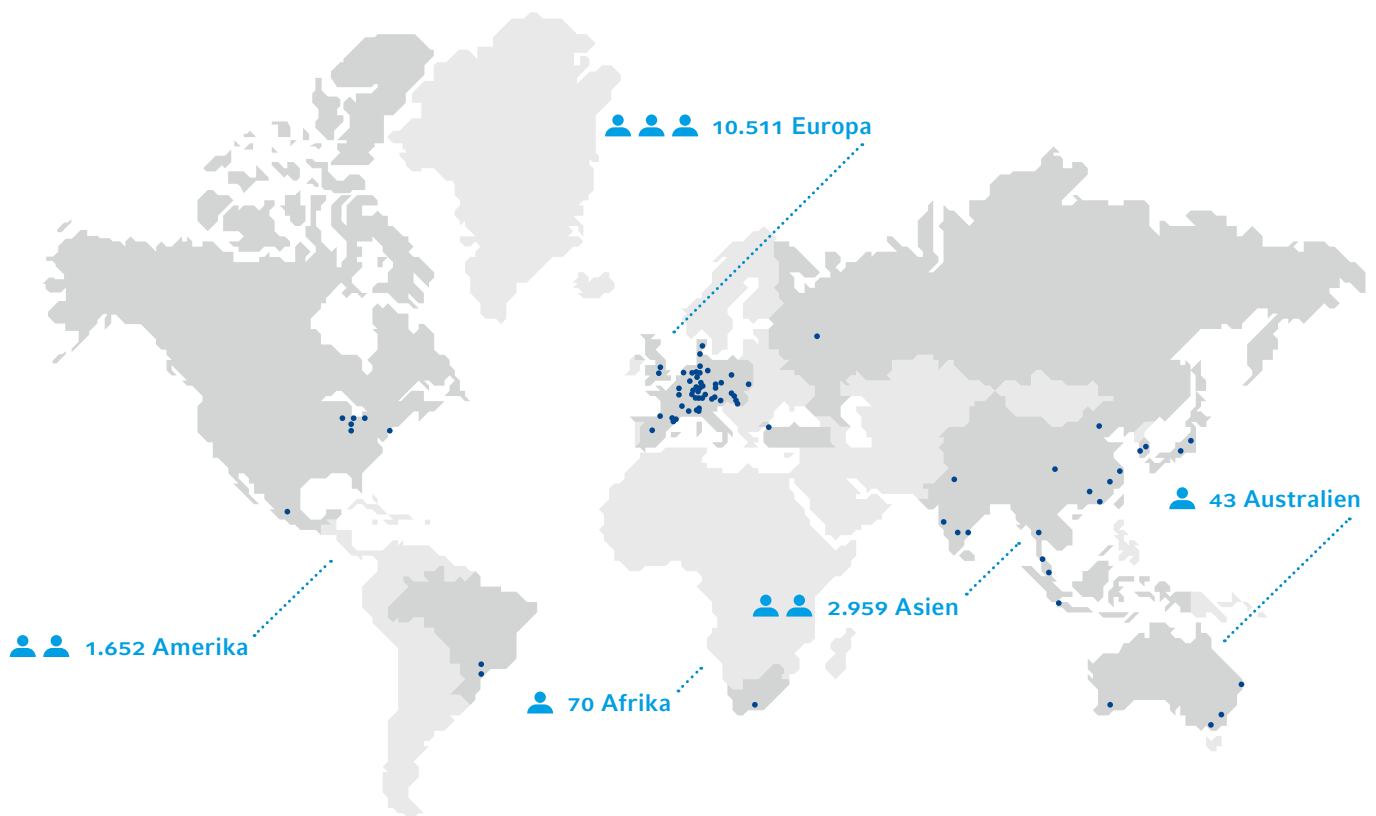 10.511 Europa
43 Australien
2.959 Asien
1.652 Amerika
70 Afrika